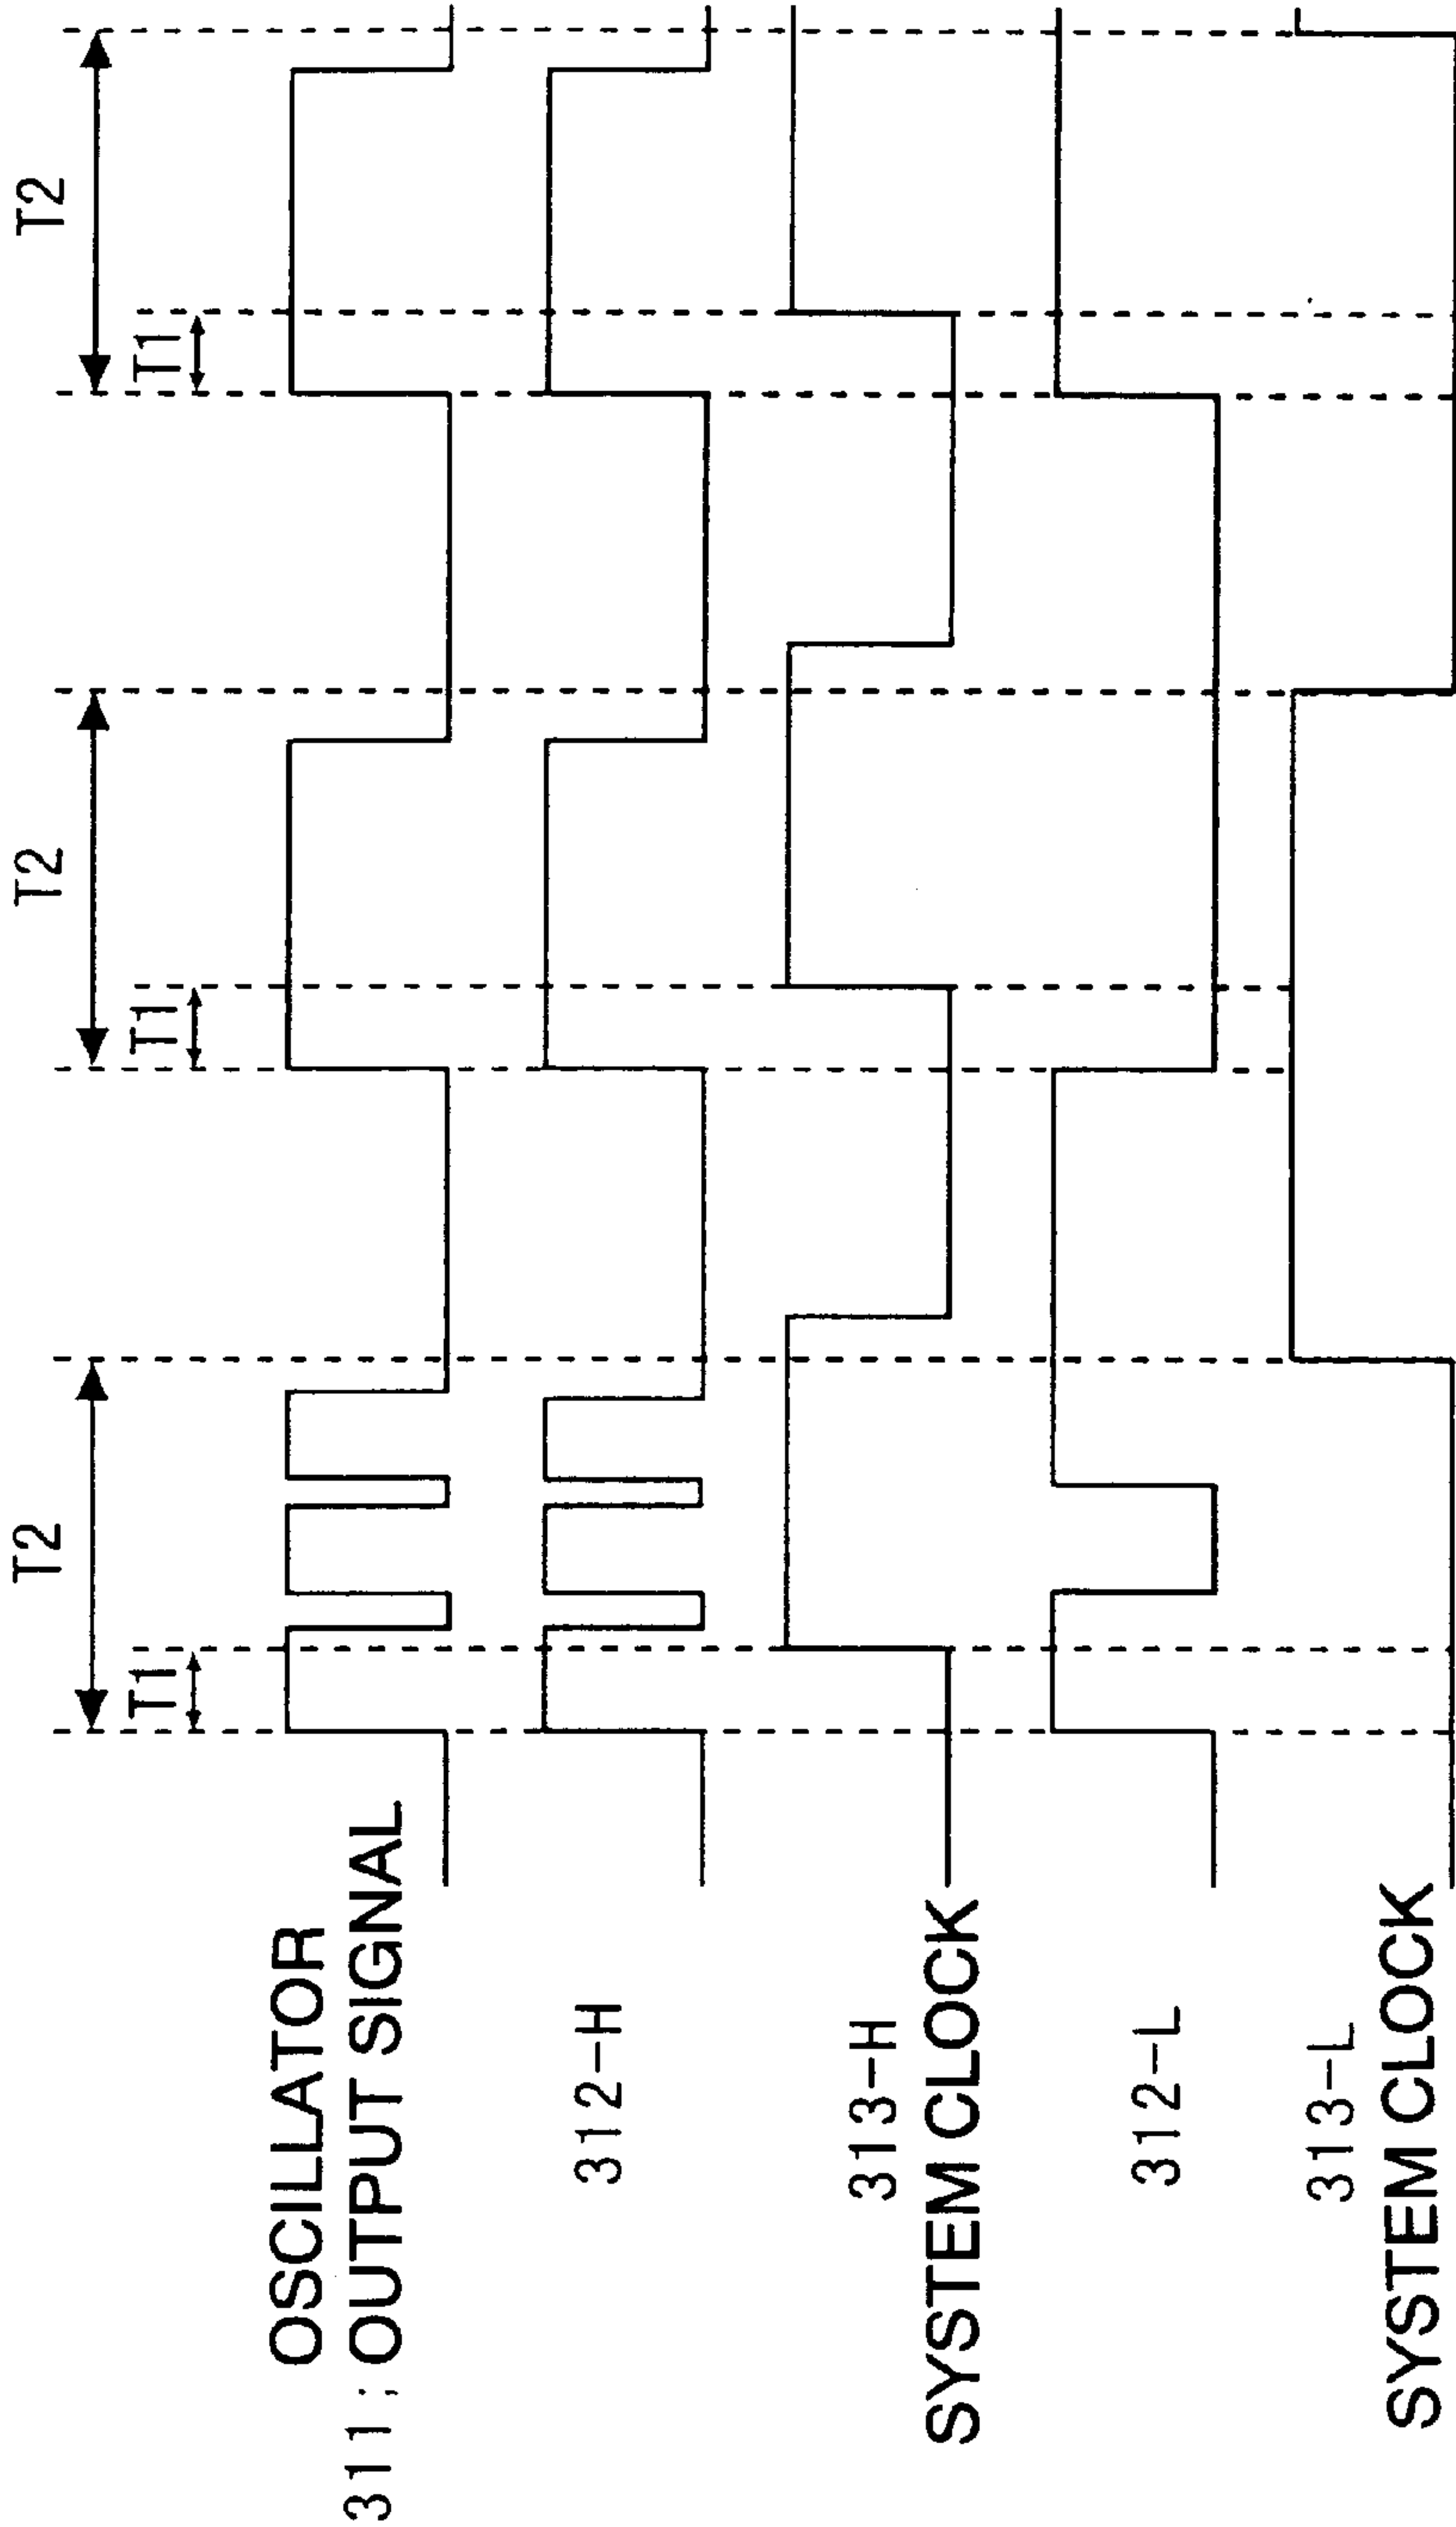 T2
T2
T2
T1
T1
T1
OSCILLATOR
311 ; OUTPUT SIGNAL
312-H
313-H
SYSTEM CLOCK
312-L
313-L
SYSTEM CLOCK